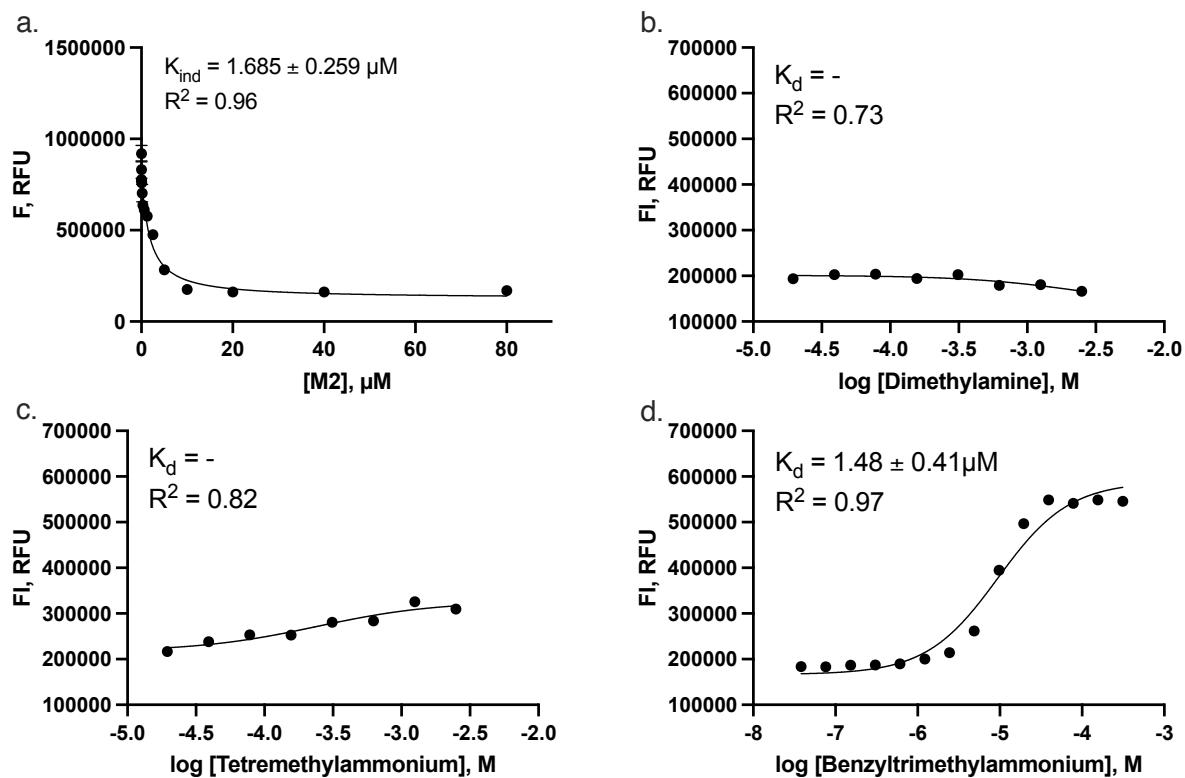 a.
1500000
1000000
500000
0
F, RFU
K_ind = 1.685 ± 0.259 µM
R² = 0.96
0 20 40 60 80
[M2], µM
b.
700000
600000
500000
400000
300000
200000
100000
FI, RFU
K_d = -
R² = 0.73
-5.0 -4.5 -4.0 -3.5 -3.0 -2.5 -2.0
log [Dimethylamine], M
c.
700000
600000
500000
400000
300000
200000
100000
FI, RFU
K_d = -
R² = 0.82
-5.0 -4.5 -4.0 -3.5 -3.0 -2.5 -2.0
log [Tetremethylammonium], M
d.
700000
600000
500000
400000
300000
200000
100000
FI, RFU
K_d = 1.48 ± 0.41µM
R² = 0.97
-8 -7 -6 -5 -4 -3
log [Benzyltrimethylammonium], M